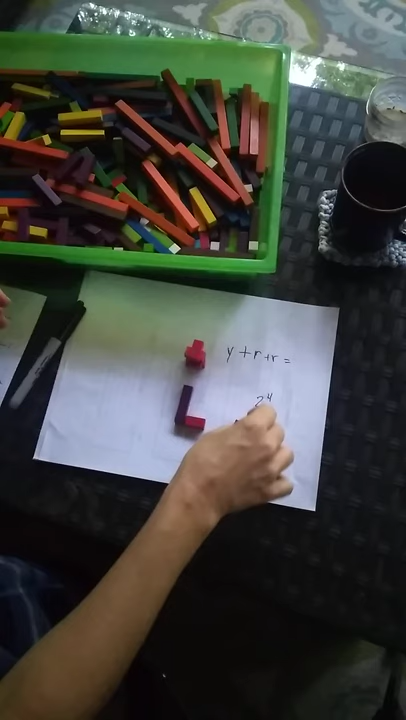 y + r + r =
2⁴